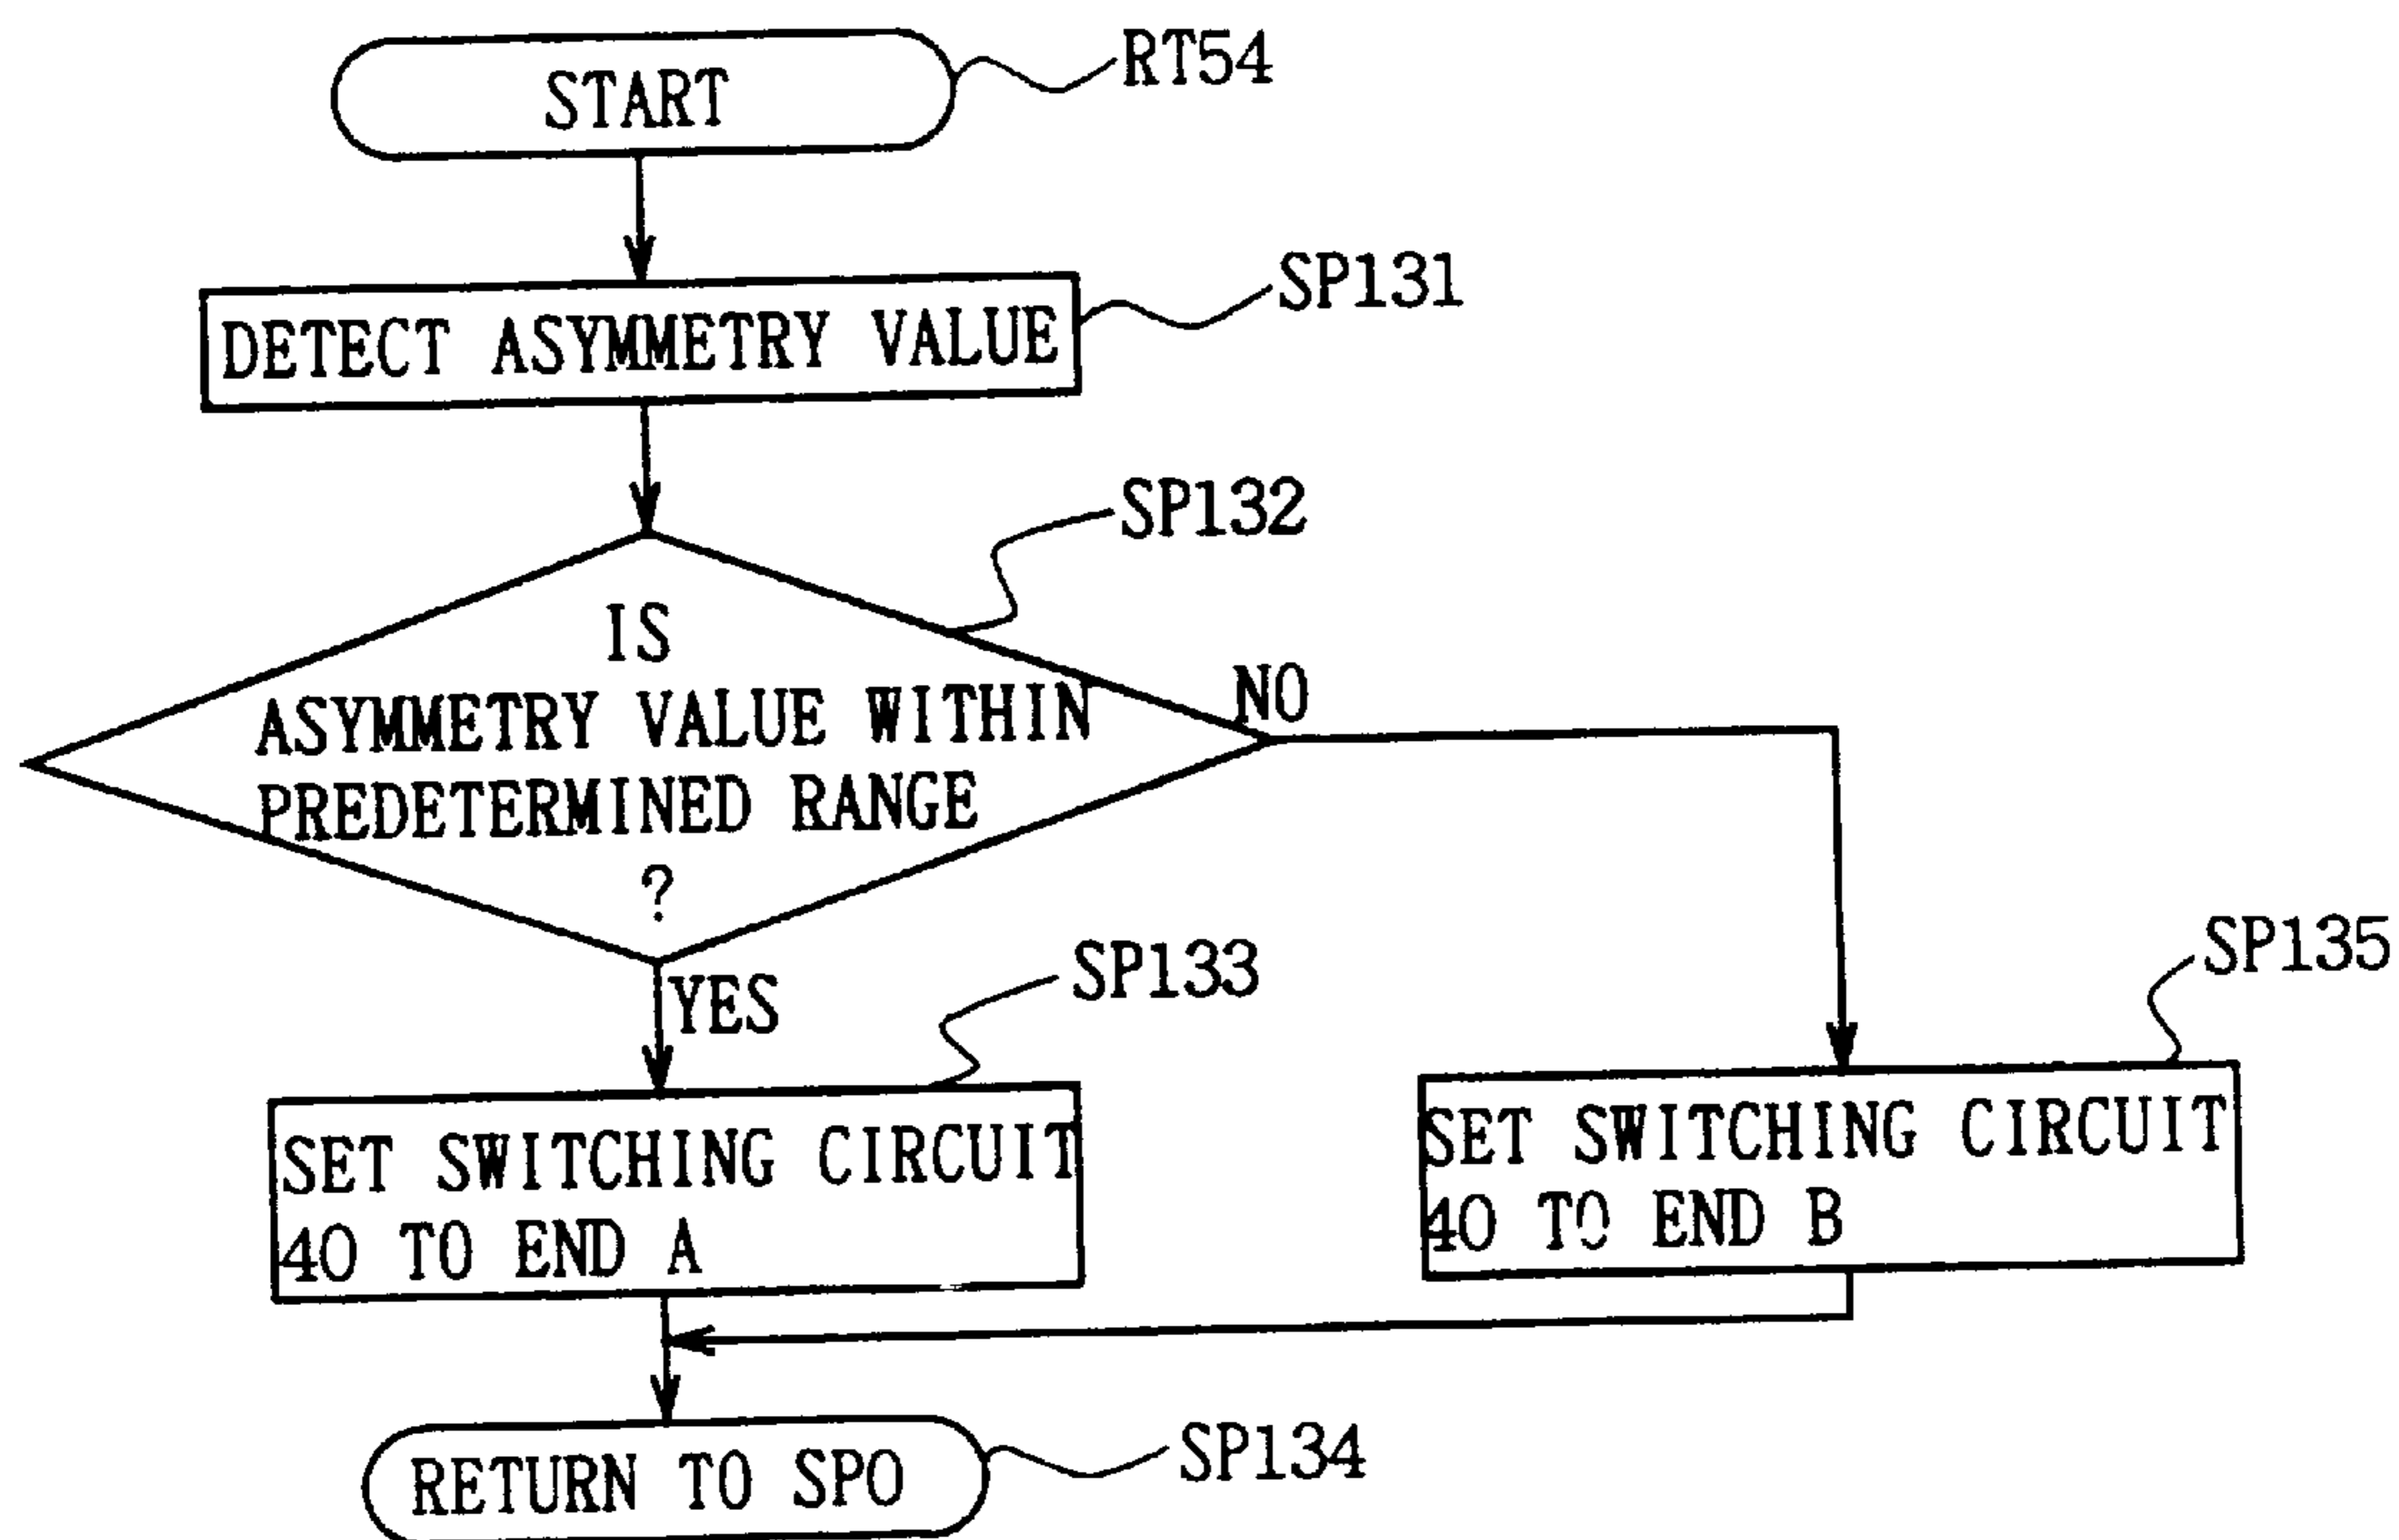 START
RT54
DETECT ASYMMETRY VALUE
SP131
SP132
IS
ASYMMETRY VALUE WITHIN
PREDETERMINED RANGE
?
NO
YES
SP133
SET SWITCHING CIRCUIT
40 TO END A
SP135
SET SWITCHING CIRCUIT
40 TO END B
RETURN TO SP0
SP134